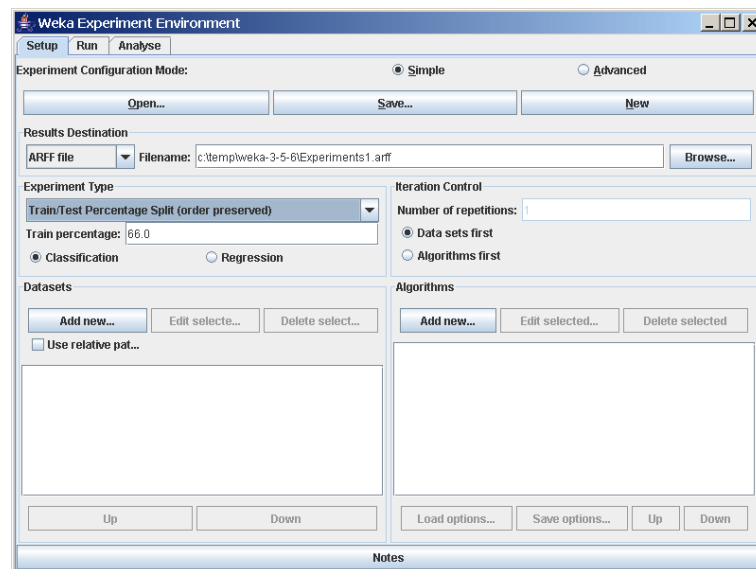 Weka Experiment Environment
Setup Run Analyse
Experiment Configuration Mode: Simple Advanced
Open... Save... New
Results Destination
ARFF file Filename: c:\temp\weka-3-5-6\Experiments1.arff Browse...
Experiment Type
Train/Test Percentage Split (order preserved)
Train percentage: 66.0
Classification Regression
Iteration Control
Number of repetitions: 1
Data sets first
Algorithms first
Datasets
Add new... Edit selecte... Delete select...
Use relative pat...
Up Down
Algorithms
Add new... Edit selected... Delete selected
Load options... Save options... Up Down
Notes